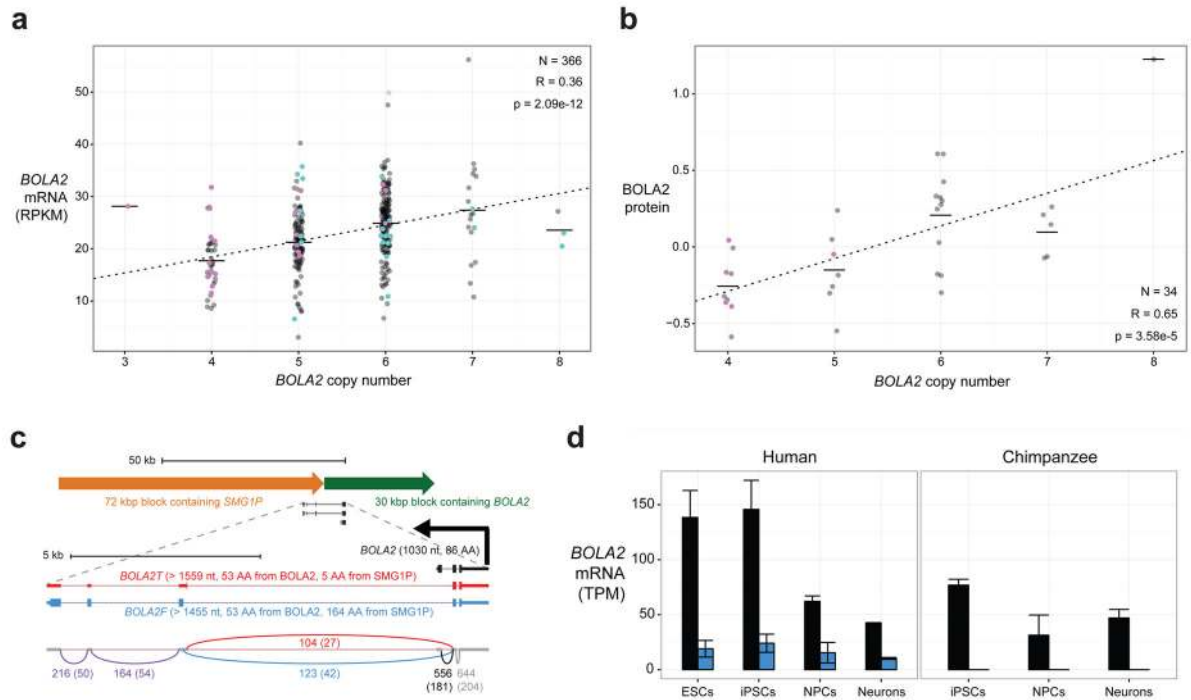 a
N = 366
R = 0.36
p = 2.09e-12
50
40
30
20
10
BOLA2
mRNA
(RPKM)
3
4
5
6
7
8
BOLA2 copy number
b
1.0
0.5
0.0
−0.5
BOLA2
protein
N = 34
R = 0.65
p = 3.58e-5
4
5
6
7
8
BOLA2 copy number
c
50 kb
72 kbp block containing SMG1P
30 kbp block containing BOLA2
5 kb
BOLA2 (1030 nt, 86 AA)
BOLA2T (> 1559 nt, 53 AA from BOLA2, 5 AA from SMG1P)
BOLA2F (> 1455 nt, 53 AA from BOLA2, 164 AA from SMG1P)
104 (27)
216 (50)
164 (54)
123 (42)
556
(181)
644
(204)
d
Human
Chimpanzee
150
100
50
0
BOLA2
mRNA
(TPM)
ESCs
iPSCs
NPCs
Neurons
iPSCs
NPCs
Neurons